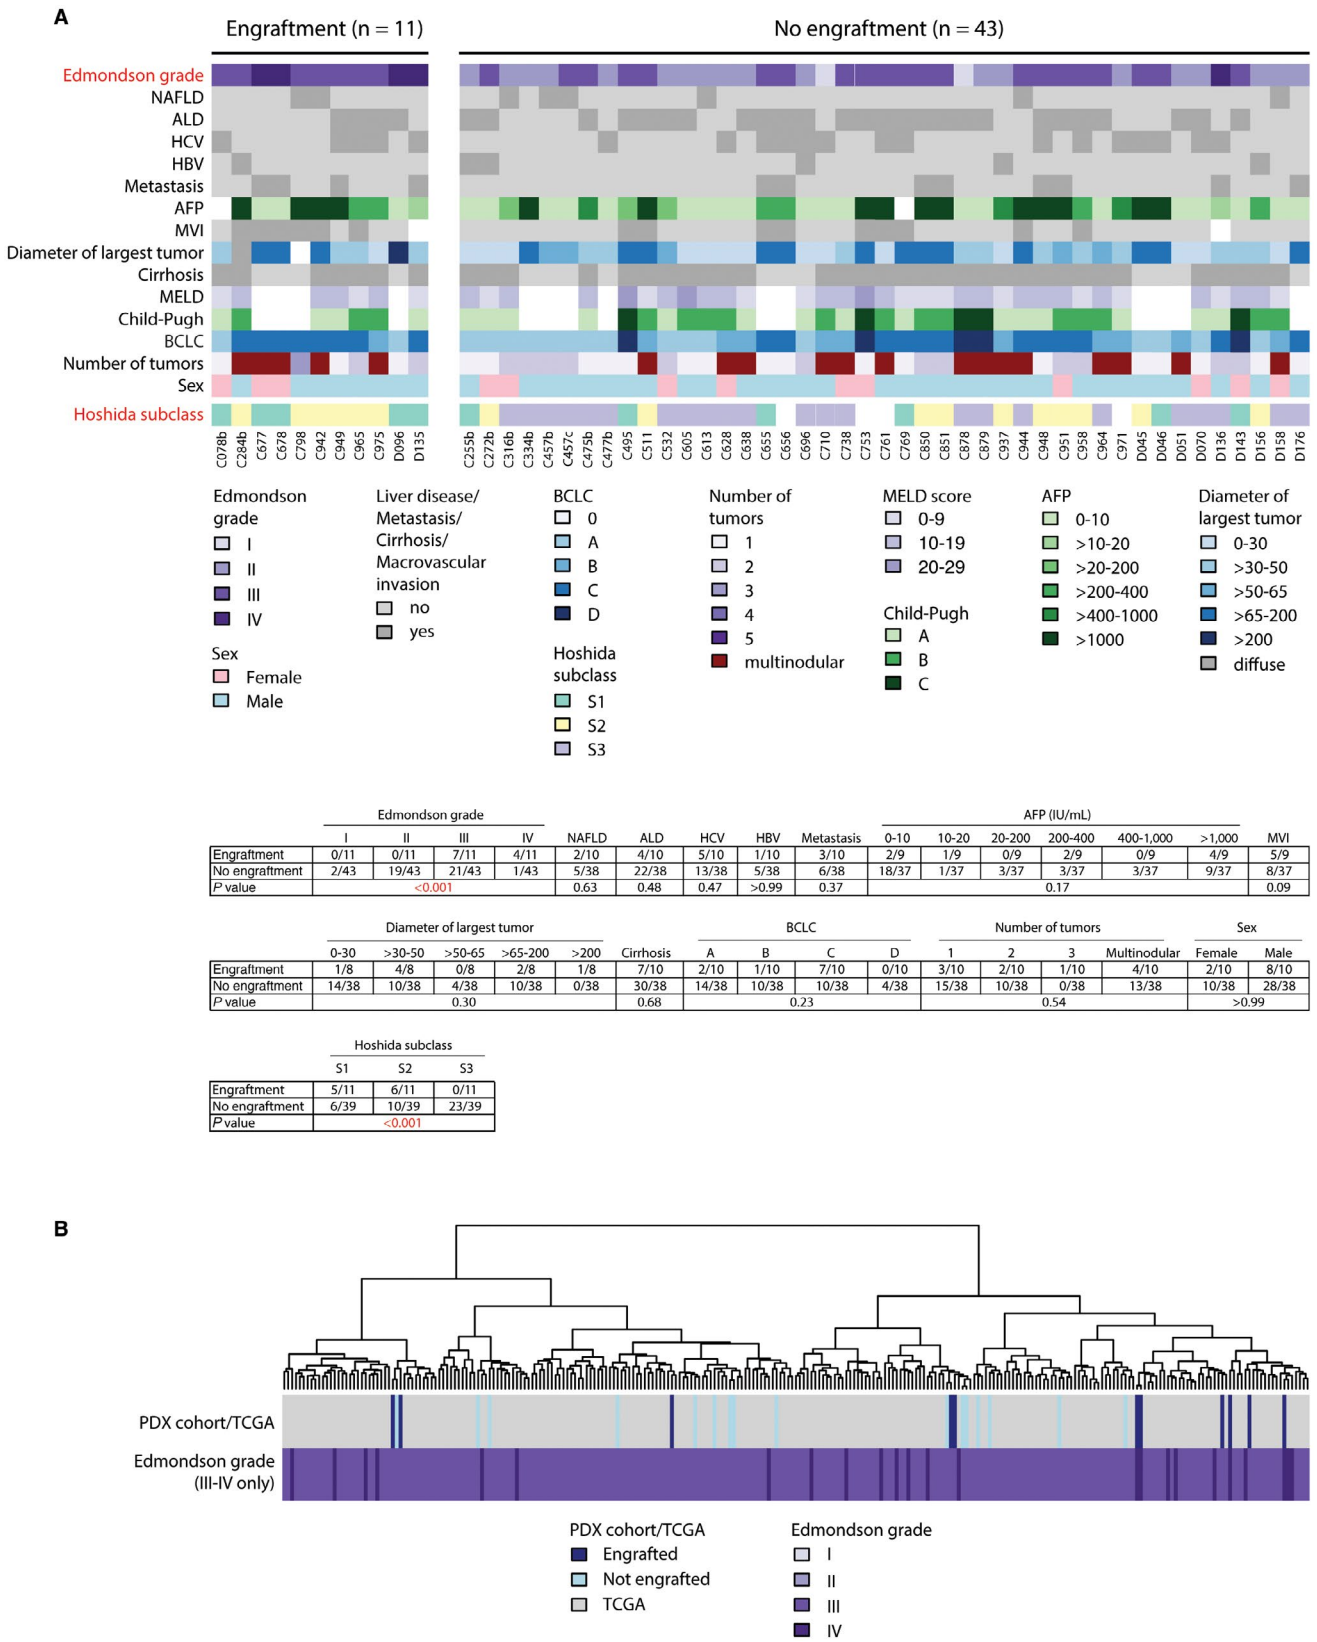 A
Engraftment (n = 11)
No engraftment (n = 43)
Edmondson grade
NAFLD
ALD
HCV
HBV
Metastasis
AFP
MVI
Diameter of largest tumor
Cirrhosis
MELD
Child-Pugh
BCLC
Number of tumors
Sex
Hoshida subclass
C078b C284b C677 C678 C798 C942 C949 C965 C975 D096 D135
C255b C272b C316b C334b C457b C457c C475b C477b C495 C511 C532 C605 C613 C628 C638 C655 C656 C696 C710 C738 C753 C761 C769 C850 C851 C878 C879 C937 C944 C948 C951 C958 C964 C971 D045 D046 D051 D070 D136 D143 D156 D158 D176
Edmondson
grade
I
II
III
IV
Sex
Female
Male
Liver disease/
Metastasis/
Cirrhosis/
Macrovascular
invasion
no
yes
BCLC
0
A
B
C
D
Hoshida
subclass
S1
S2
S3
Number of
tumors
1
2
3
4
5
multinodular
MELD score
0-9
10-19
20-29
Child-Pugh
A
B
C
AFP
0-10
>10-20
>20-200
>200-400
>400-1000
>1000
Diameter of
largest tumor
0-30
>30-50
>50-65
>65-200
>200
diffuse
Edmondson grade AFP (IU/mL)
I II III IV NAFLD ALD HCV HBV Metastasis 0-10 10-20 20-200 200-400 400-1,000 >1,000 MVI
Engraftment 0/11 0/11 7/11 4/11 2/10 4/10 5/10 1/10 3/10 2/9 1/9 0/9 2/9 0/9 4/9 5/9
No engraftment 2/43 19/43 21/43 1/43 5/38 22/38 13/38 5/38 6/38 18/37 1/37 3/37 3/37 3/37 9/37 8/37
P value <0.001 0.63 0.48 0.47 >0.99 0.37 0.17 0.09
Diameter of largest tumor BCLC Number of tumors Sex
0-30 >30-50 >50-65 >65-200 >200 Cirrhosis A B C D 1 2 3 Multinodular Female Male
Engraftment 1/8 4/8 0/8 2/8 1/8 7/10 2/10 1/10 7/10 0/10 3/10 2/10 1/10 4/10 2/10 8/10
No engraftment 14/38 10/38 4/38 10/38 0/38 30/38 14/38 10/38 10/38 4/38 15/38 10/38 0/38 13/38 10/38 28/38
P value 0.30 0.68 0.23 0.54 >0.99
Hoshida subclass
S1 S2 S3
Engraftment 5/11 6/11 0/11
No engraftment 6/39 10/39 23/39
P value <0.001
B
PDX cohort/TCGA
Edmondson grade
(III-IV only)
PDX cohort/TCGA
Engrafted
Not engrafted
TCGA
Edmondson grade
I
II
III
IV